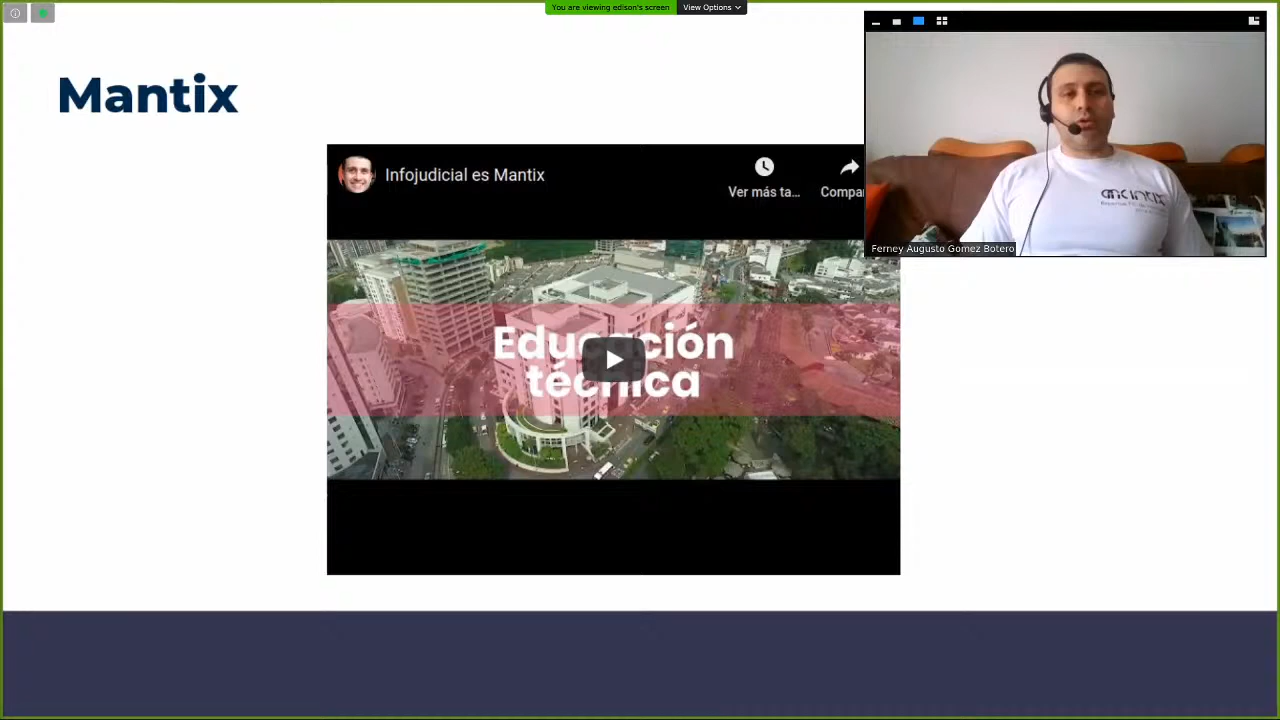 You are viewing edison's screen
View Options
Mantix
Infojudicial es Mantix
Ver más ta...
Compar
Educación
técnica
Ferney Augusto Gomez Botero